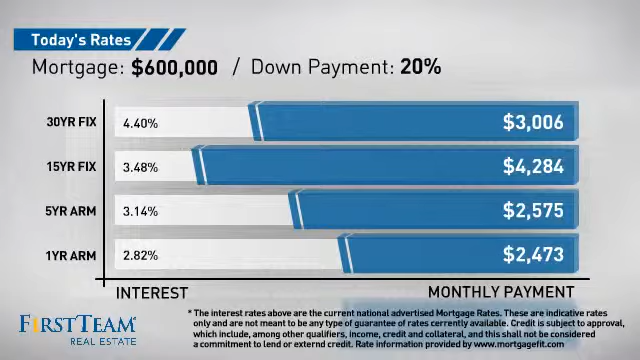 Today's Rates
Mortgage: $600,000 / Down Payment: 20%
30YR FIX 4.40% $3,006
15YR FIX 3.48% $4,284
5YR ARM 3.14% $2,575
1YR ARM 2.82% $2,473
INTEREST MONTHLY PAYMENT
FIRSTTEAM®
REAL ESTATE
* The interest rates above are the current national advertised Mortgage Rates. These are indicative rates
only and are not meant to be any type of guarantee of rates cerrently available. Credit is subject to approval,
which include, among other qualifiers, income, credit and collateral, and this shall not be considered
a commitment to lend or externd credit. Rate information provided by www.mortgagefit.com